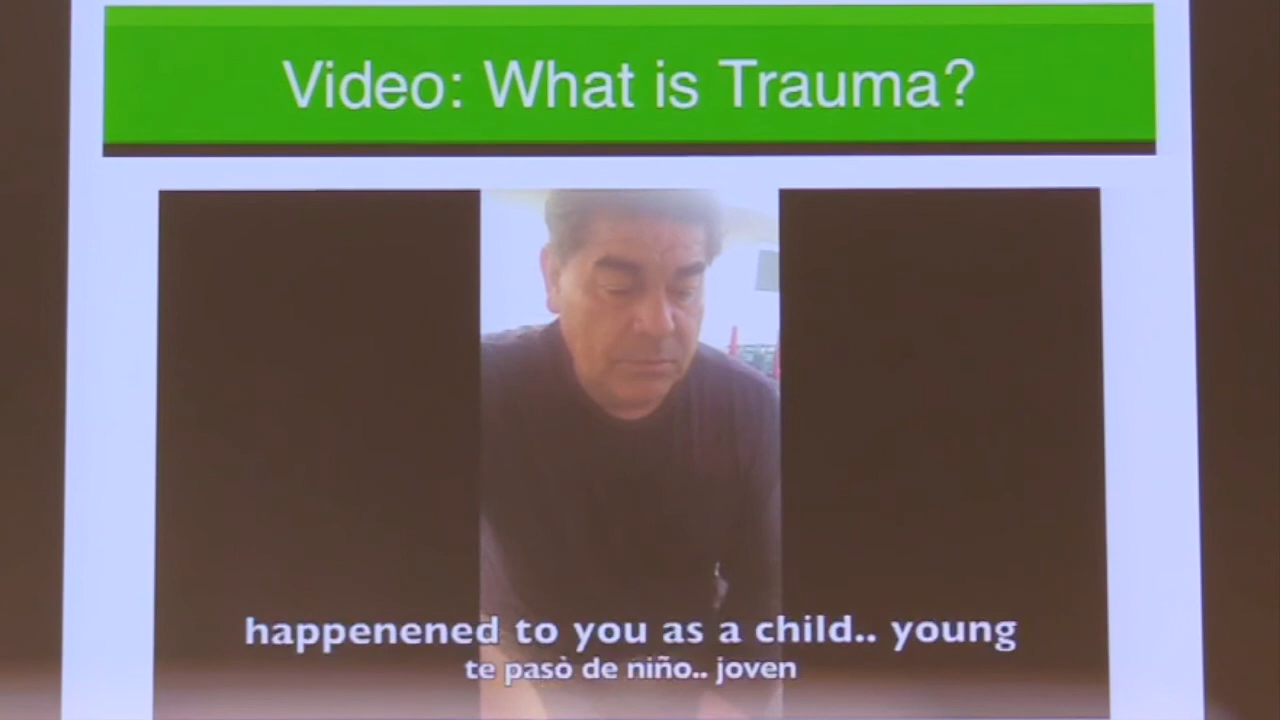 Video: What is Trauma?
happenened to you as a child.. young
te pasò de niño.. joven